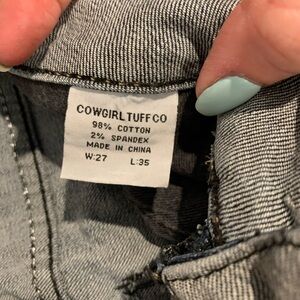 COWGIRLTUFFCO
98% COTTON
2% SPANDEX
MADE IN CHINA
W:27 L:35